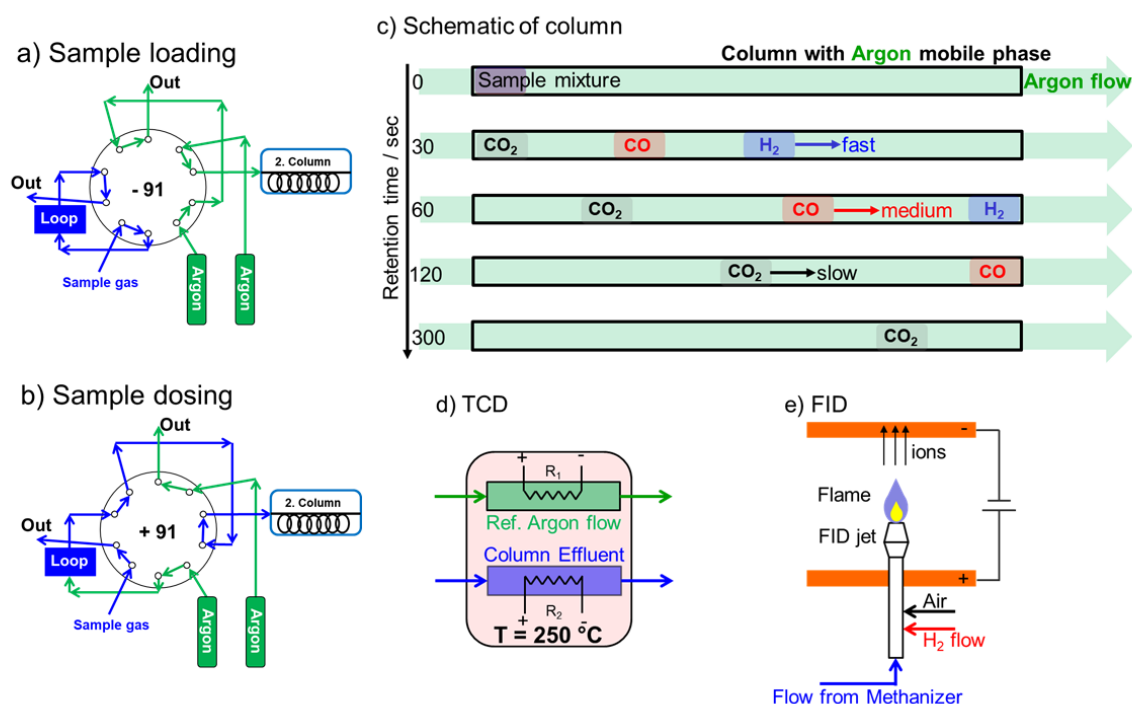 a) Sample loading
Out
2. Column
- 91
Out
Loop
Sample gas
Argon
Argon
b) Sample dosing
Out
2. Column
+ 91
Out
Loop
Sample gas
Argon
Argon
c) Schematic of column
Column with Argon mobile phase
Retention time / sec
0
Sample mixture
Argon flow
30
CO₂
CO
H₂
fast
60
CO₂
CO
medium
H₂
120
CO₂
slow
CO
300
CO₂
d) TCD
+
-
R₁
Ref. Argon flow
Column Effluent
R₂
+
-
T = 250 °C
e) FID
-
ions
Flame
FID jet
+
Air
H₂ flow
Flow from Methanizer